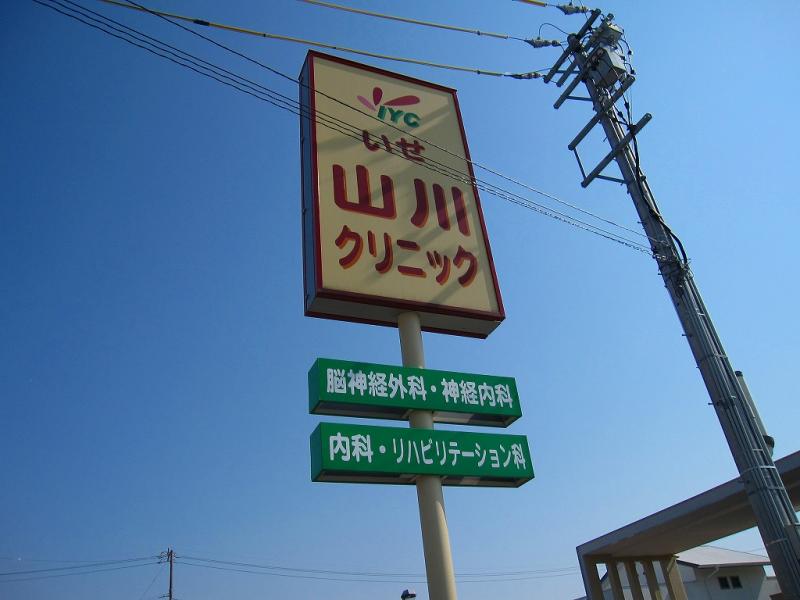 IYC
いせ
山川
クリニック
脳神経外科・神経内科
内科・リハビリテーション科